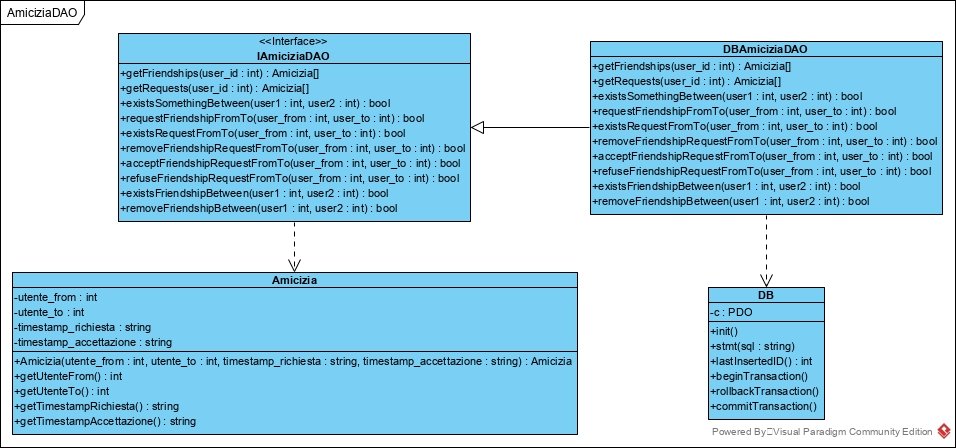 AmiciziaDAO
<<Interface>>
IAmiciziaDAO
+getFriendships(user_id : int) : Amicizia[]
+getRequests(user_id : int) : Amicizia[]
+existsSomethingBetween(user1 : int, user2 : int) : bool
+requestFriendshipFromTo(user_from : int, user_to : int) : bool
+existsRequestFromTo(user_from : int, user_to : int) : bool
+removeFriendshipRequestFromTo(user_from : int, user_to : int) : bool
+acceptFriendshipRequestFromTo(user_from : int, user_to : int) : bool
+refuseFriendshipRequestFromTo(user_from : int, user_to : int) : bool
+existsFriendshipBetween(user1 : int, user2 : int) : bool
+removeFriendshipBetween(user1 : int, user2 : int) : bool
DBAmiciziaDAO
+getFriendships(user_id : int) : Amicizia[]
+getRequests(user_id : int) : Amicizia[]
+existsSomethingBetween(user1 : int, user2 : int) : bool
+requestFriendshipFromTo(user_from : int, user_to : int) : bool
+existsRequestFromTo(user_from : int, user_to : int) : bool
+removeFriendshipRequestFromTo(user_from : int, user_to : int) : bool
+acceptFriendshipRequestFromTo(user_from : int, user_to : int) : bool
+refuseFriendshipRequestFromTo(user_from : int, user_to : int) : bool
+existsFriendshipBetween(user1 : int, user2 : int) : bool
+removeFriendshipBetween(user1 : int, user2 : int) : bool
Amicizia
-utente_from : int
-utente_to : int
-timestamp_richiesta : string
-timestamp_accettazione : string
+Amicizia(utente_from : int, utente_to : int, timestamp_richiesta : string, timestamp_accettazione : string) : Amicizia
+getUtenteFrom() : int
+getUtenteTo() : int
+getTimestampRichiesta() : string
+getTimestampAccettazione() : string
DB
-c : PDO
+init()
+stmt(sql : string)
+lastInsertedID() : int
+beginTransaction()
+rollbackTransaction()
+commitTransaction()
Powered By Visual Paradigm Community Edition